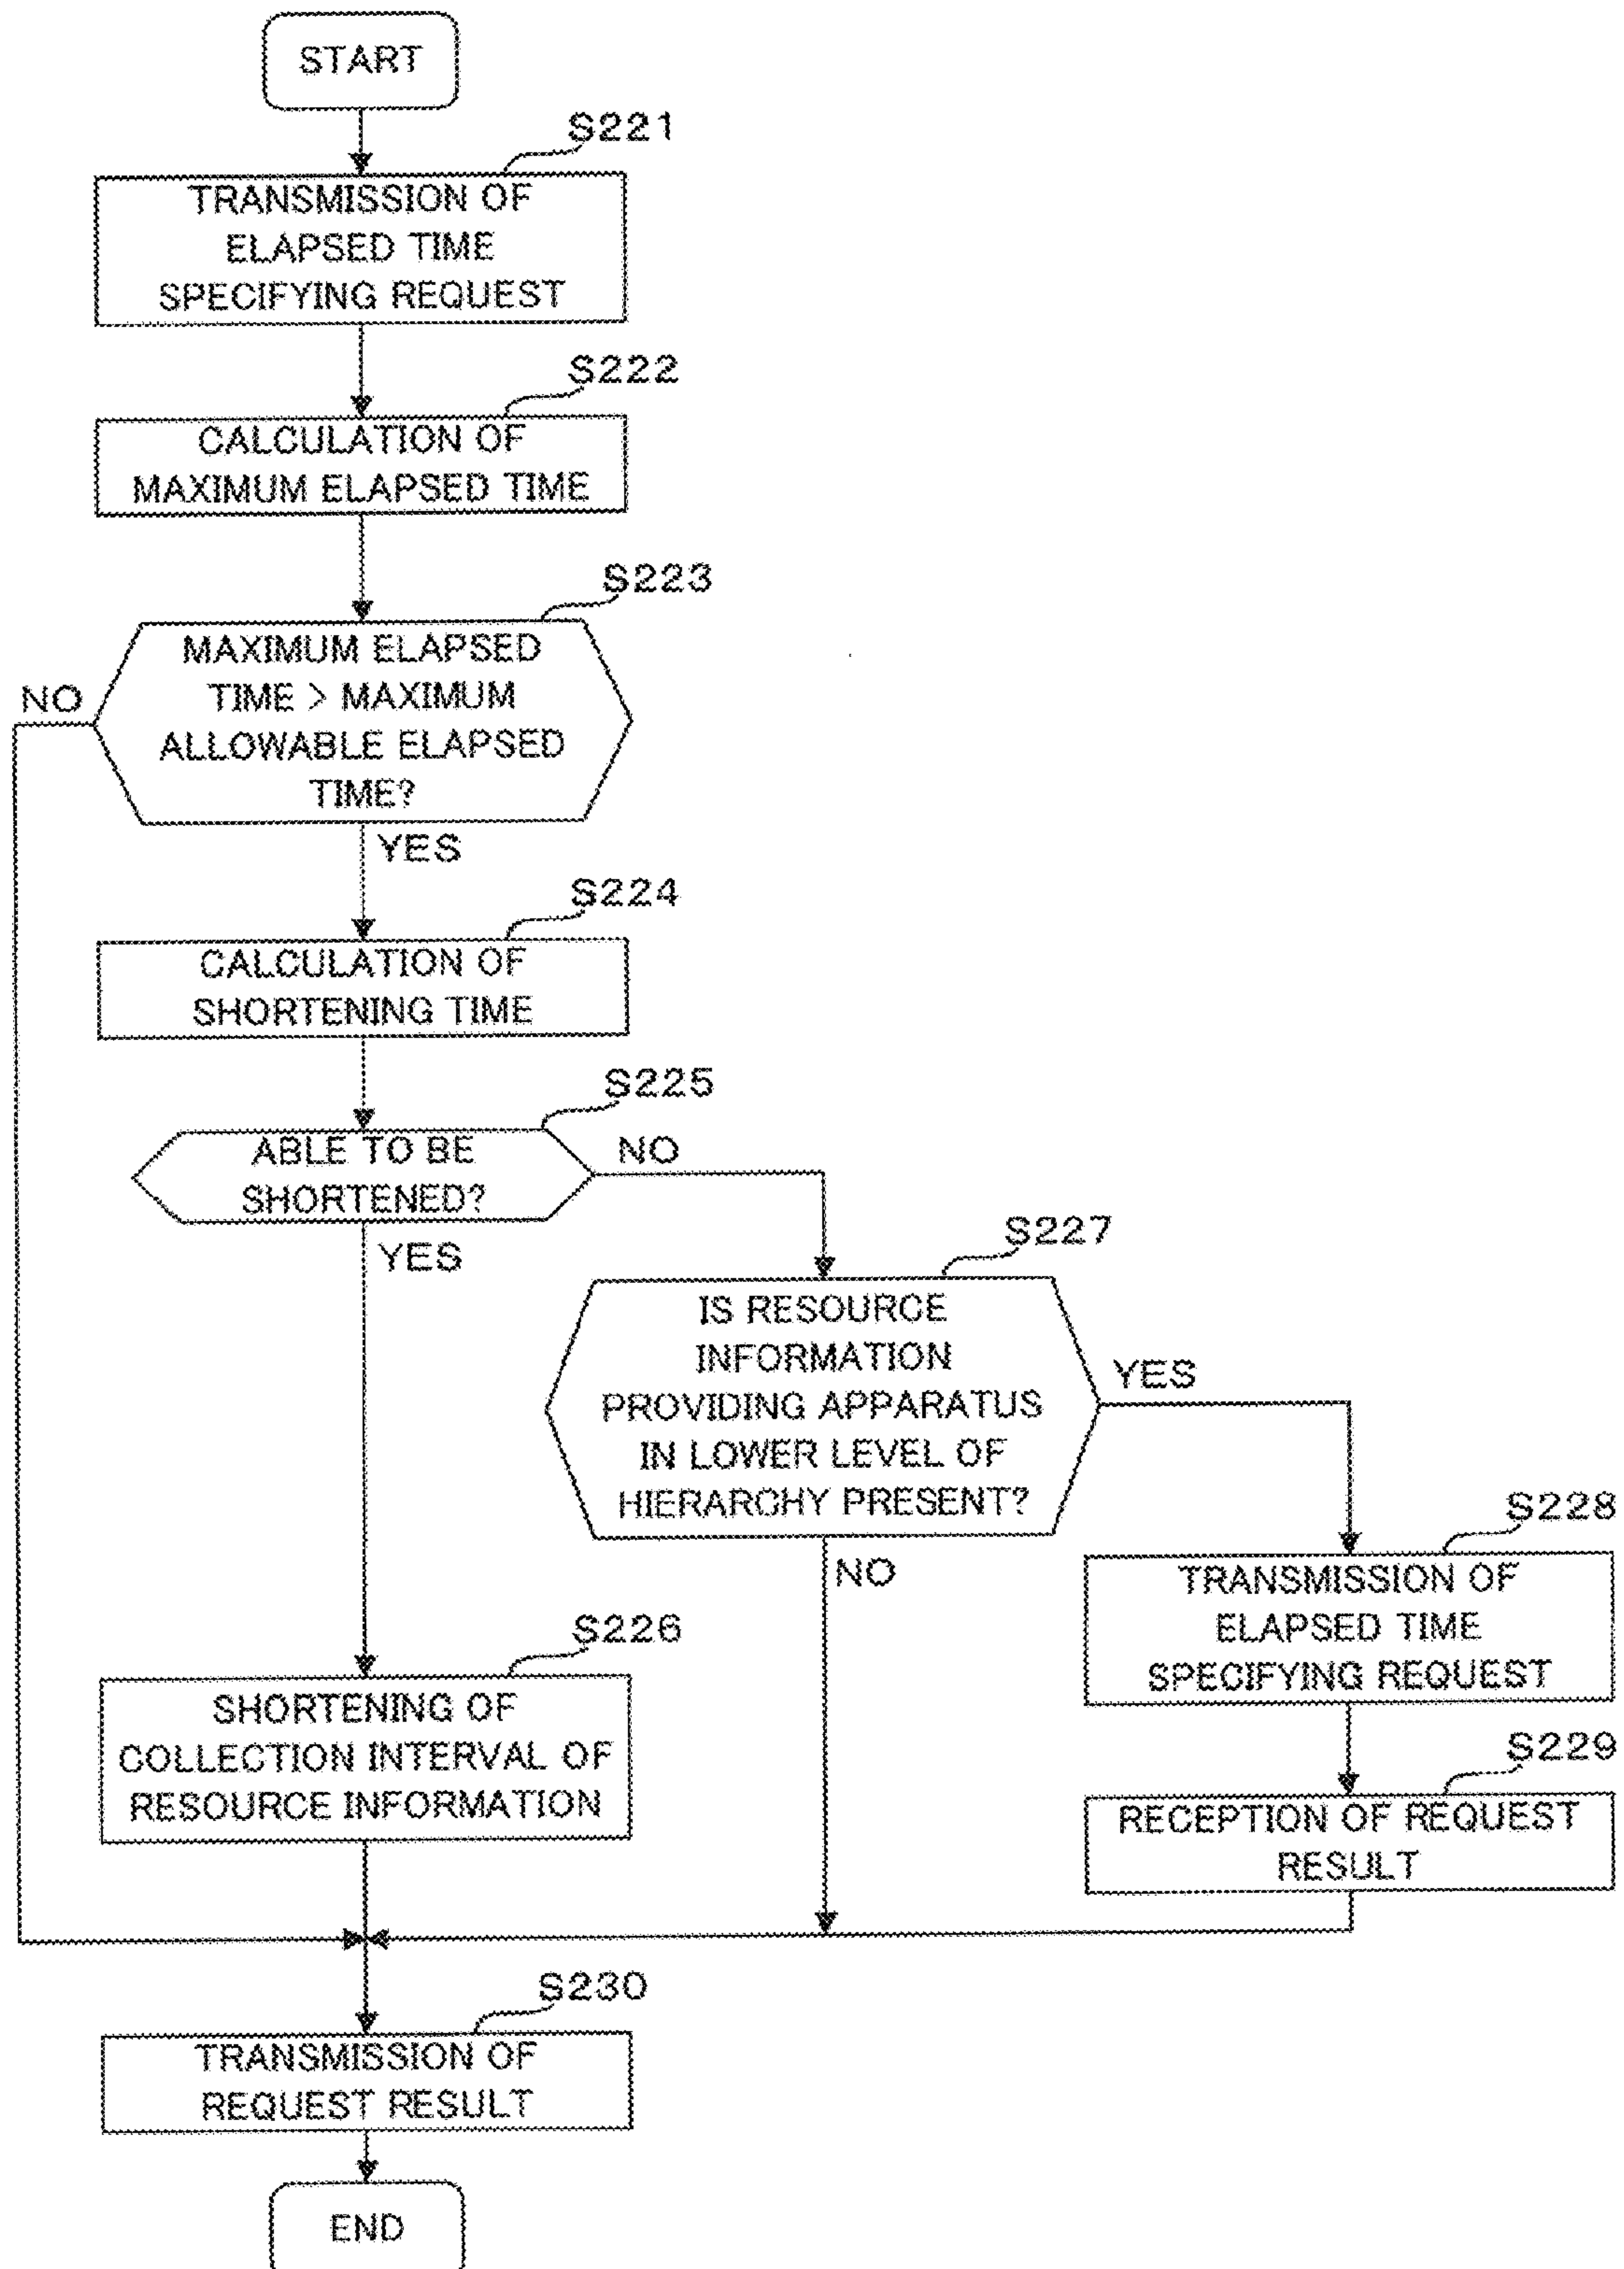 START
S221
TRANSMISSION OF
ELAPSED TIME
SPECIFYING REQUEST
S222
CALCULATION OF
MAXIMUM ELAPSED TIME
S223
MAXIMUM ELAPSED
TIME > MAXIMUM
ALLOWABLE ELAPSED
TIME?
NO
YES
S224
CALCULATION OF
SHORTENING TIME
S225
ABLE TO BE
SHORTENED?
NO
YES
S227
IS RESOURCE
INFORMATION
PROVIDING APPARATUS
IN LOWER LEVEL OF
HIERARCHY PRESENT?
YES
NO
S228
TRANSMISSION OF
ELAPSED TIME
SPECIFYING REQUEST
S226
SHORTENING OF
COLLECTION INTERVAL OF
RESOURCE INFORMATION
S229
RECEPTION OF REQUEST
RESULT
S230
TRANSMISSION OF
REQUEST RESULT
END